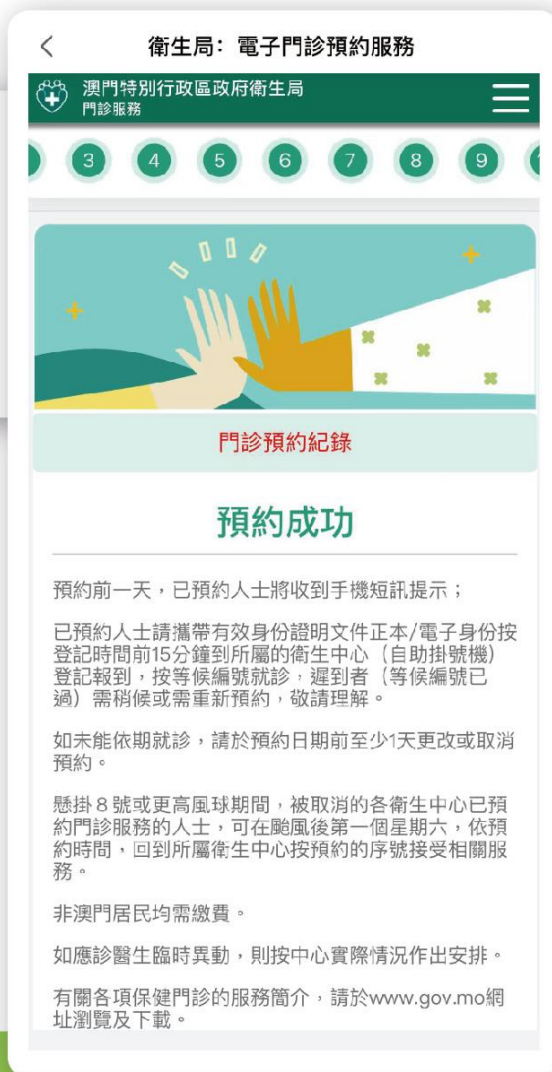 衛生局：電子門診預約服務
澳門特別行政區政府衛生局
門診服務
3 4 5 6 7 8 9
門診預約紀錄
預約成功
預約前一天，已預約人士將收到手機短訊提示；
已預約人士請攜帶有效身份證明文件正本/電子身份按
登記時間前15分鐘到所屬的衛生中心（自助掛號機）
登記報到，按等候編號就診，遲到者（等候編號已
過）需稍候或需重新預約，敬請理解。
如未能依期就診，請於預約日期前至少1天更改或取消
預約。
懸掛８號或更高風球期間，被取消的各衛生中心已預
約門診服務的人士，可在颱風後第一個星期六，依預
約時間，回到所屬衛生中心按預約的序號接受相關服
務。
非澳門居民均需繳費。
如應診醫生臨時異動，則按中心實際情況作出安排。
有關各項保健門診的服務簡介，請於www.gov.mo網
址瀏覽及下載。